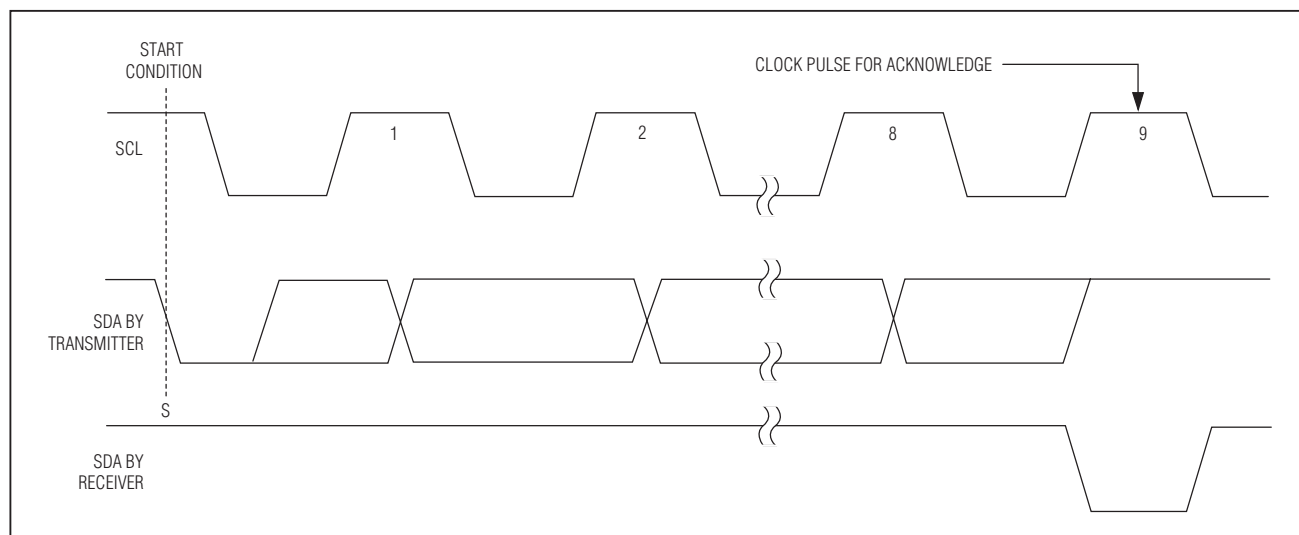 START
CONDITION
CLOCK PULSE FOR ACKNOWLEDGE
SCL
1
2
8
9
SDA BY
TRANSMITTER
S
SDA BY
RECEIVER